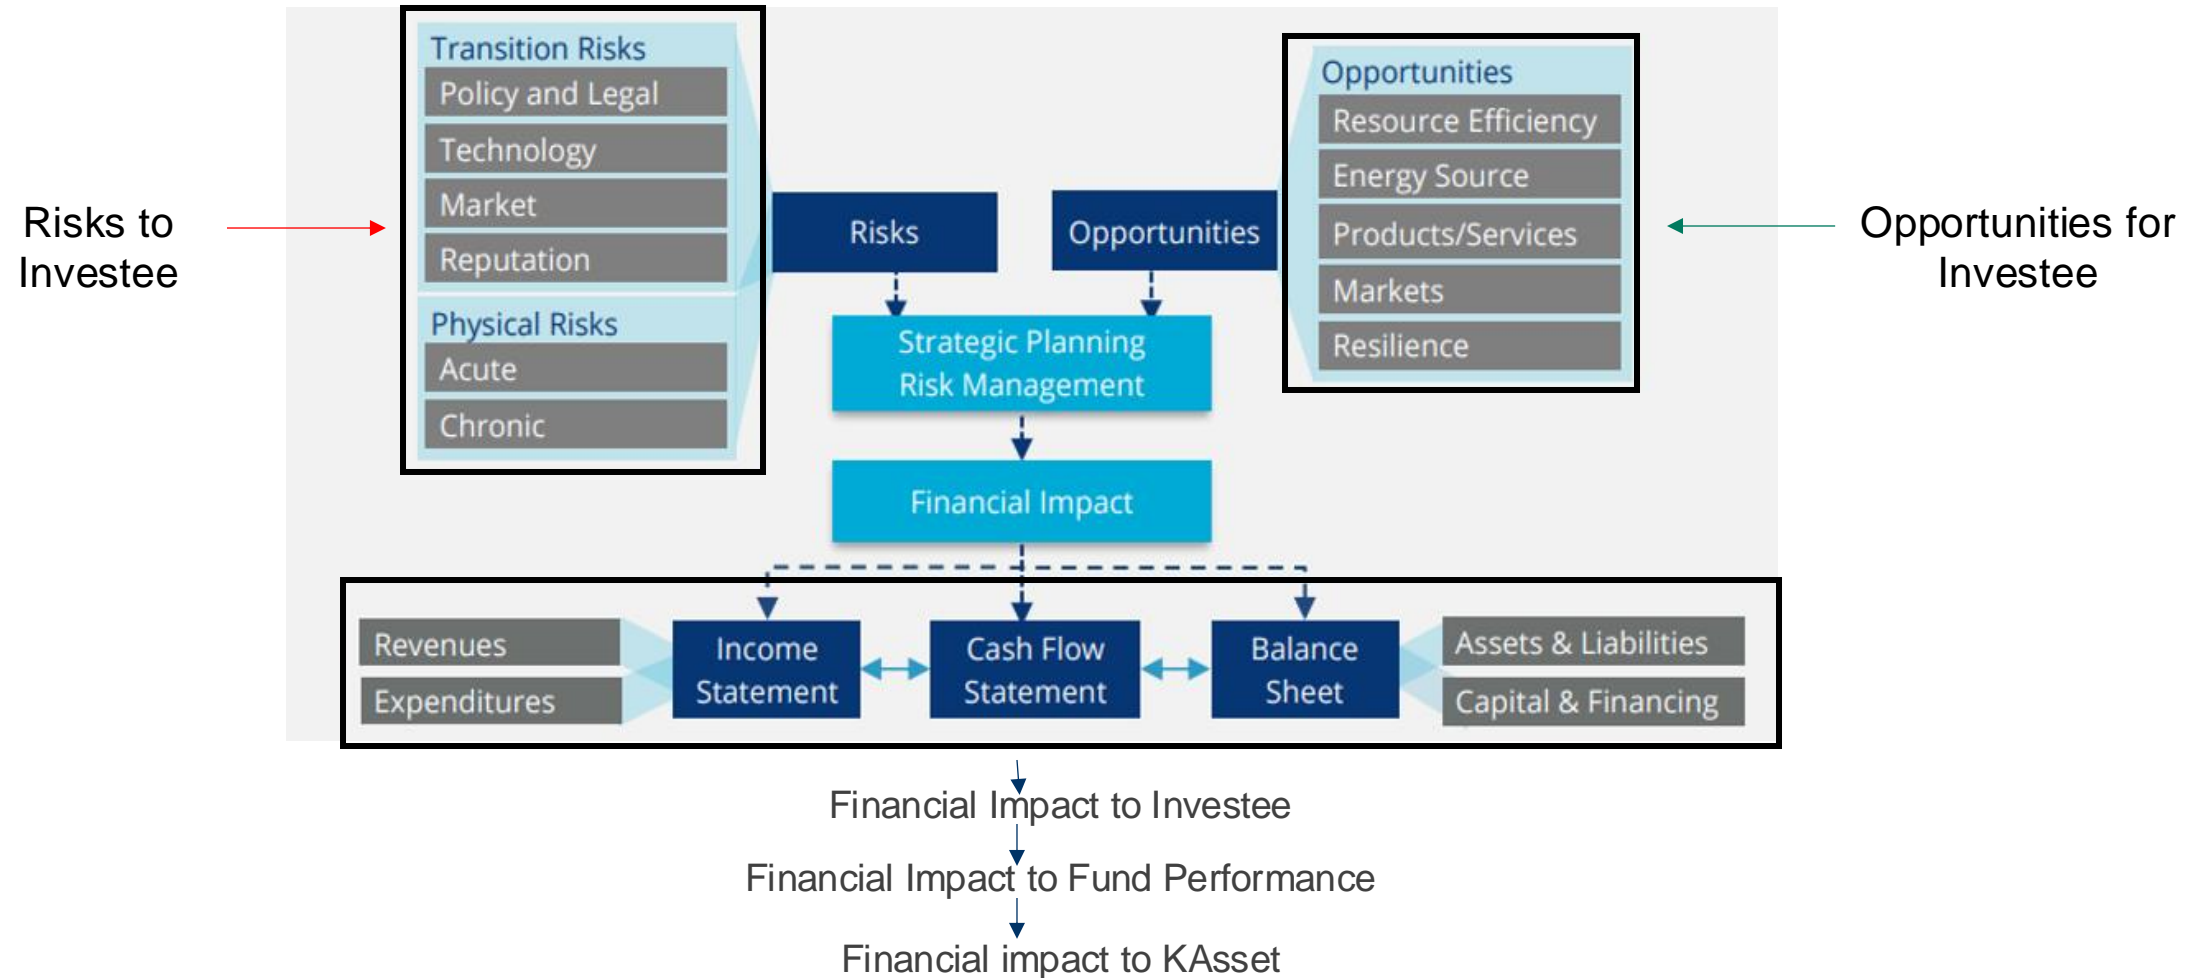 Risks to
Investee
Transition Risks
Policy and Legal
Technology
Market
Reputation
Physical Risks
Acute
Chronic
Risks
Opportunities
Opportunities
Resource Efficiency
Energy Source
Products/Services
Markets
Resilience
Opportunities for
Investee
Strategic Planning
Risk Management
Financial Impact
Revenues
Expenditures
Income
Statement
Cash Flow
Statement
Balance
Sheet
Assets & Liabilities
Capital & Financing
Financial Impact to Investee
Financial Impact to Fund Performance
Financial impact to KAsset